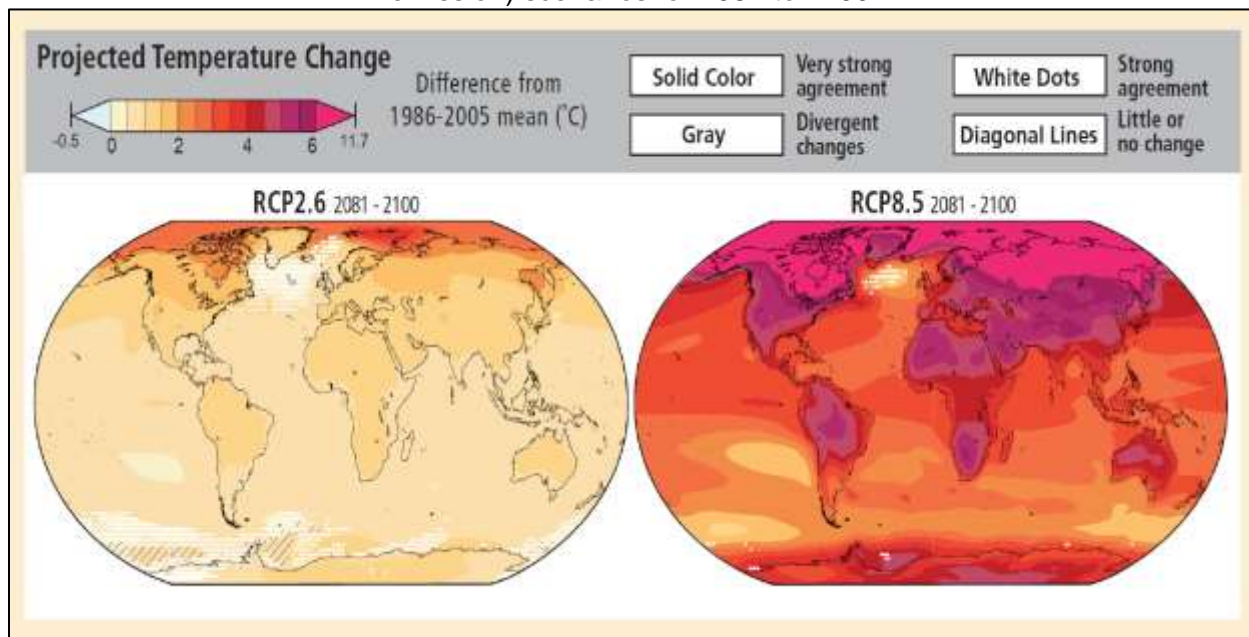 Projected Temperature Change
-0.5 0 2 4 6 11.7
Difference from
1986-2005 mean (˚C)
Solid Color
Very strong
agreement
White Dots
Strong
agreement
Gray
Divergent
changes
Diagonal Lines
Little or
no change
RCP2.6 2081 - 2100
RCP8.5 2081 - 2100